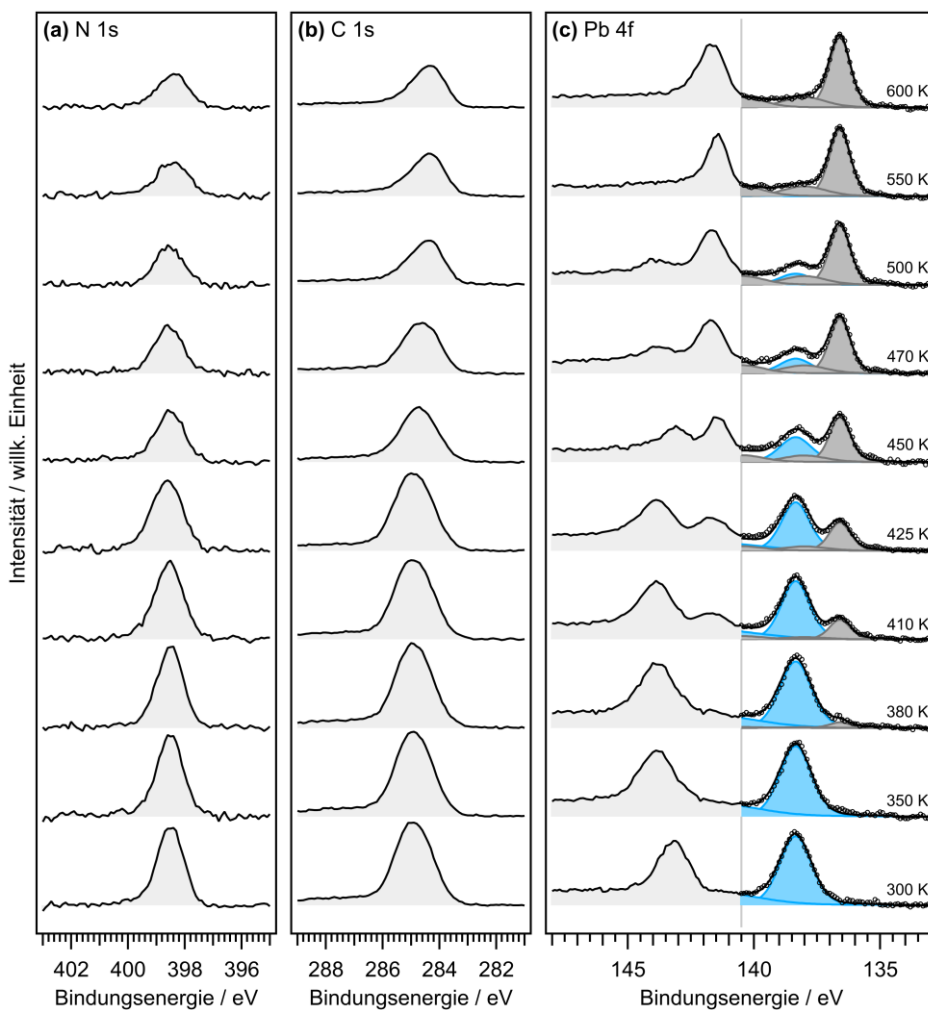 (a) N 1s
(b) C 1s
(c) Pb 4f
600 K
550 K
500 K
470 K
450 K
425 K
410 K
380 K
350 K
300 K
Intensität / willk. Einheit
402 400 398 396
288 286 284 282
145 140 135
Bindungsenergie / eV
Bindungsenergie / eV
Bindungsenergie / eV